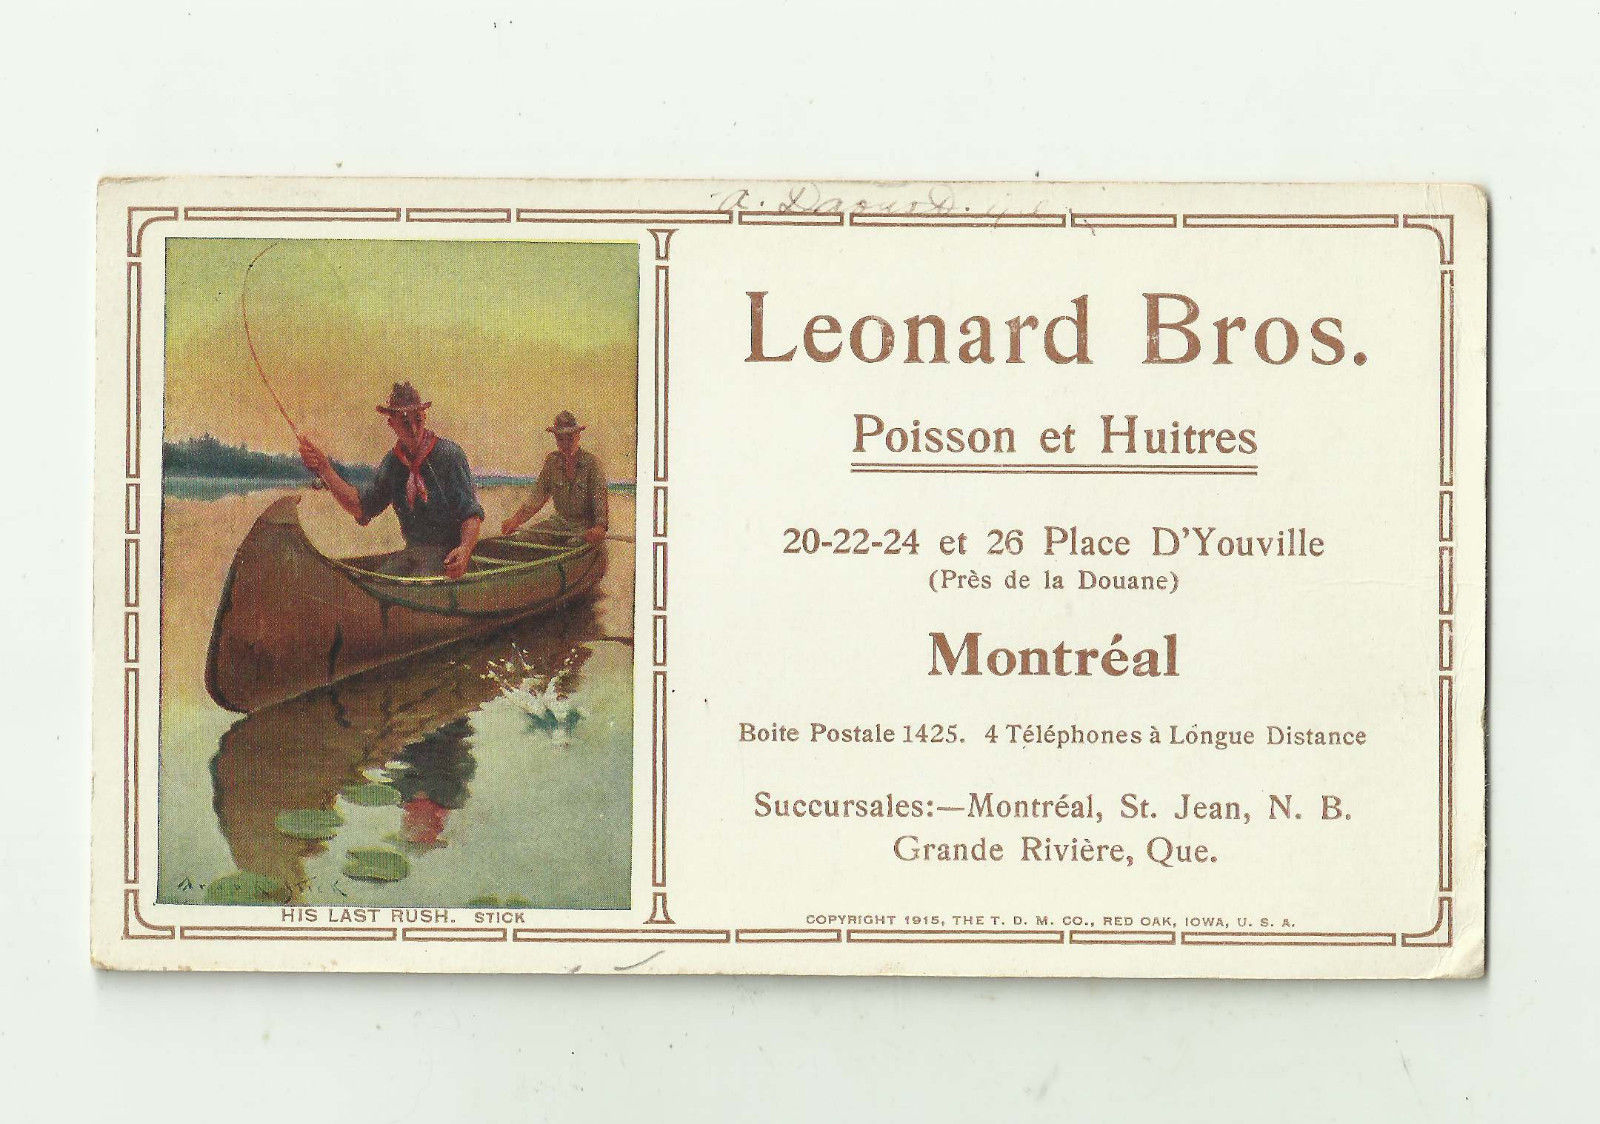 Leonard Bros.
Poisson et Huitres
20-22-24 et 26 Place D'Youville
(Près de la Douane)
Montréal
Boite Postale 1425. 4 Téléphones à Longue Distance
Succursales:—Montréal, St. Jean, N. B.
Grande Rivière, Que.
HIS LAST RUSH. STICK
COPYRIGHT 1915, THE T. D. M. CO., RED OAK, IOWA, U. S. A.